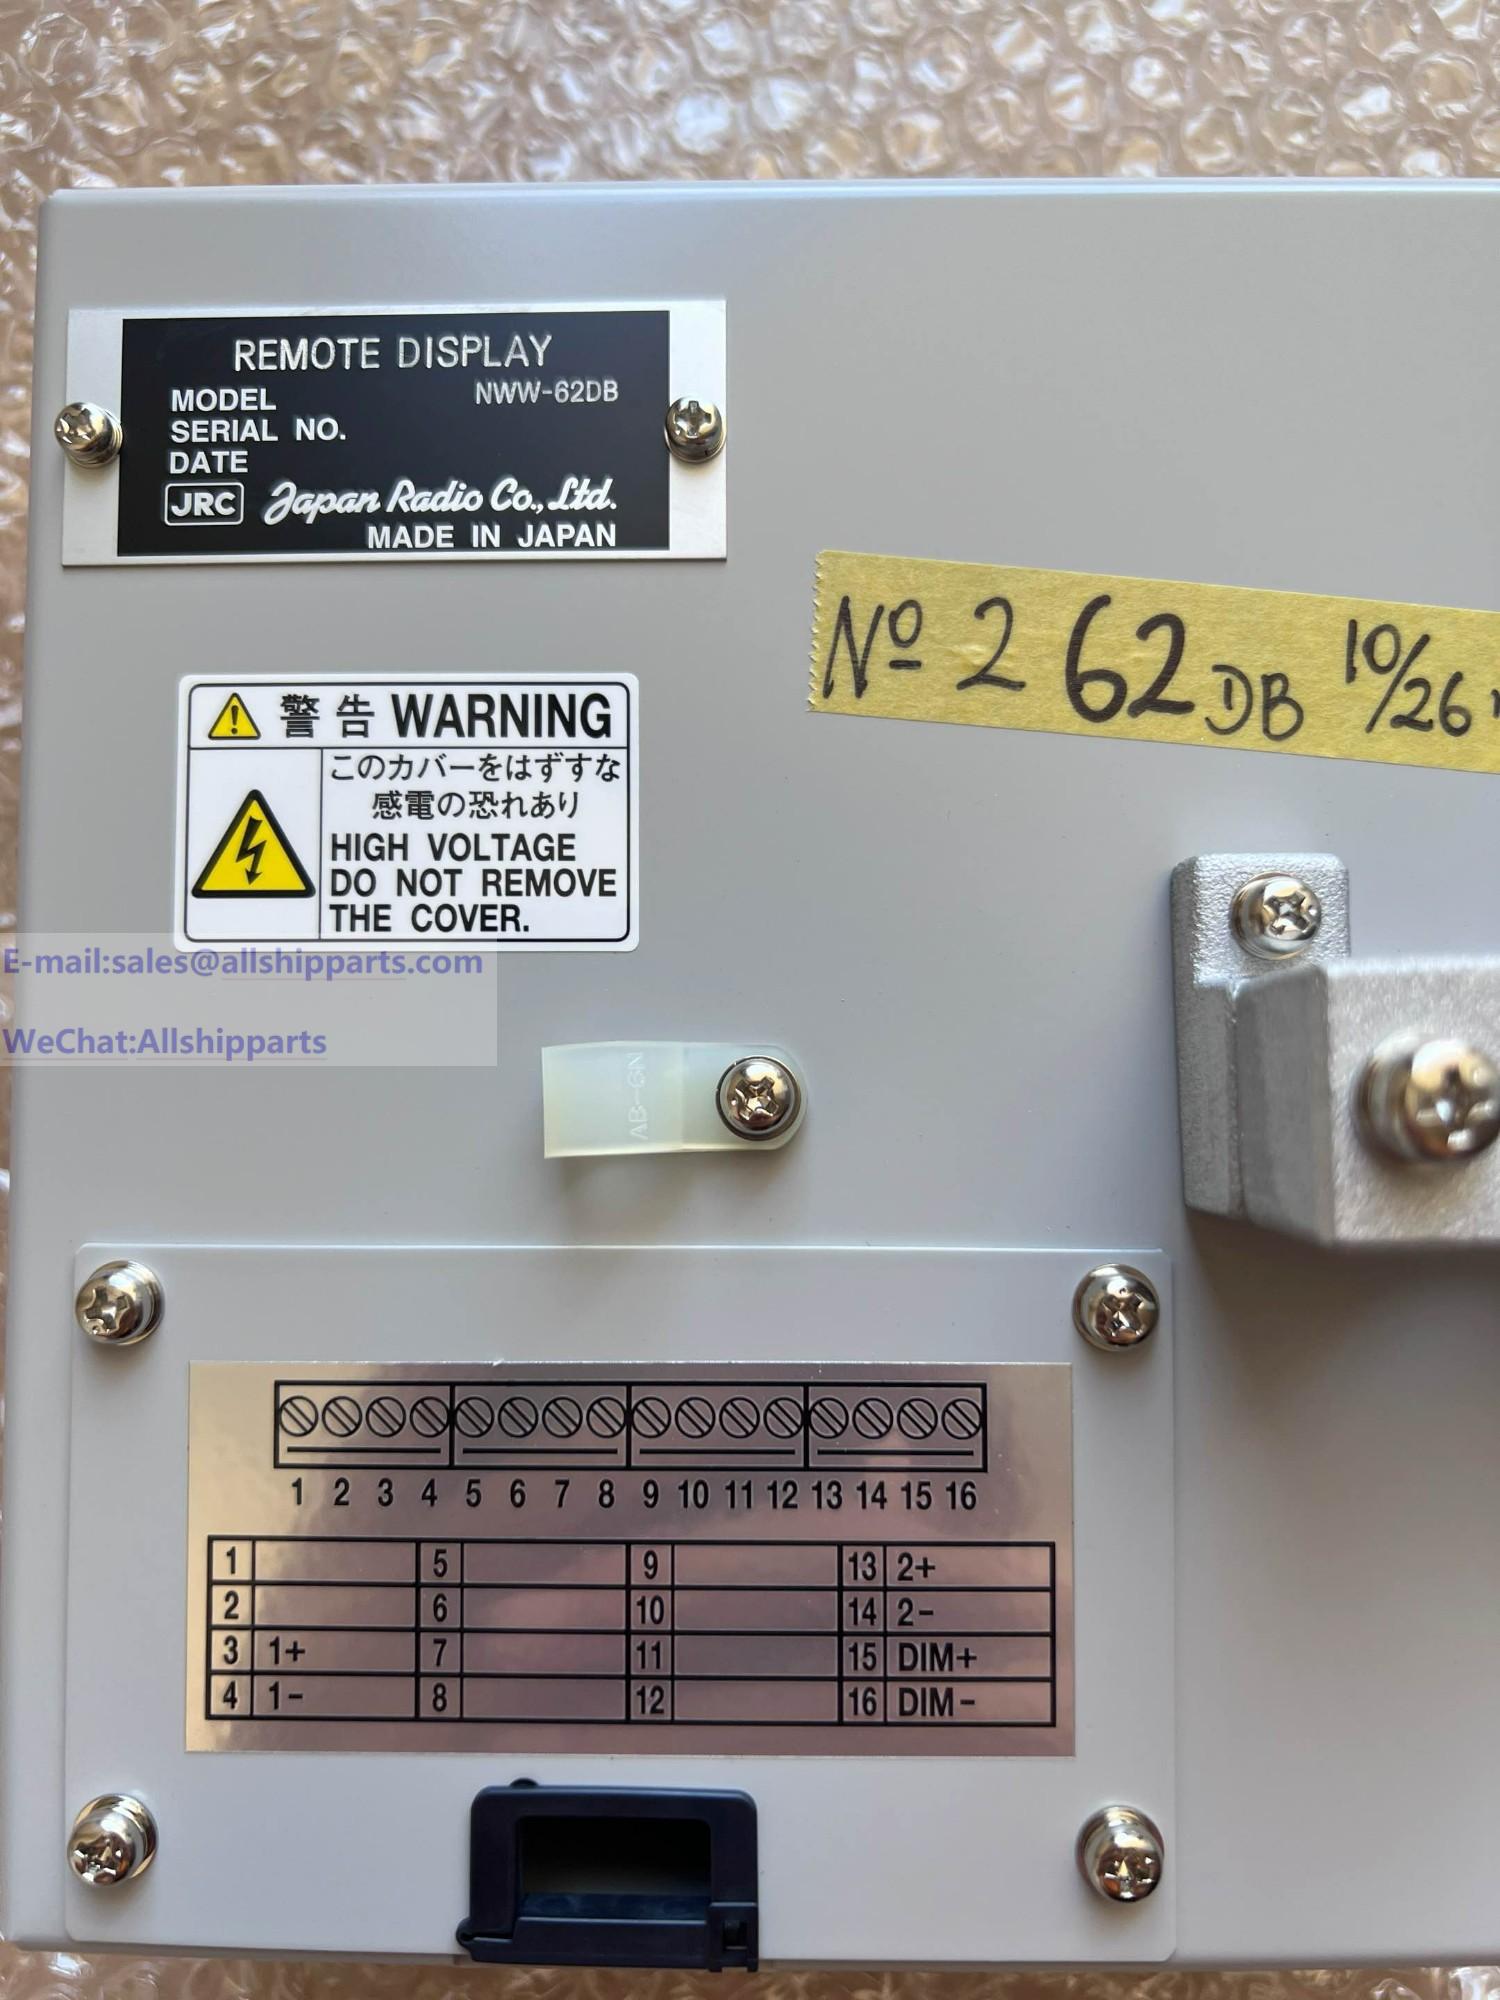 REMOTE DISPLAY
MODEL NWW-62DB
SERIAL NO.
DATE
JRC Japan Radio Co., Ltd.
MADE IN JAPAN
Nº 2 62DB 10/26
警告 WARNING
このカバーをはずすな
感電の恐れあり
HIGH VOLTAGE
DO NOT REMOVE
THE COVER.
E-mail:sales@allshipparts.com
WeChat:Allshipparts
AB-6N
1 2 3 4 5 6 7 8 9 10 11 12 13 14 15 16
1 5 9 13 2+
2 6 10 14 2-
3 1+ 7 11 15 DIM+
4 1- 8 12 16 DIM-